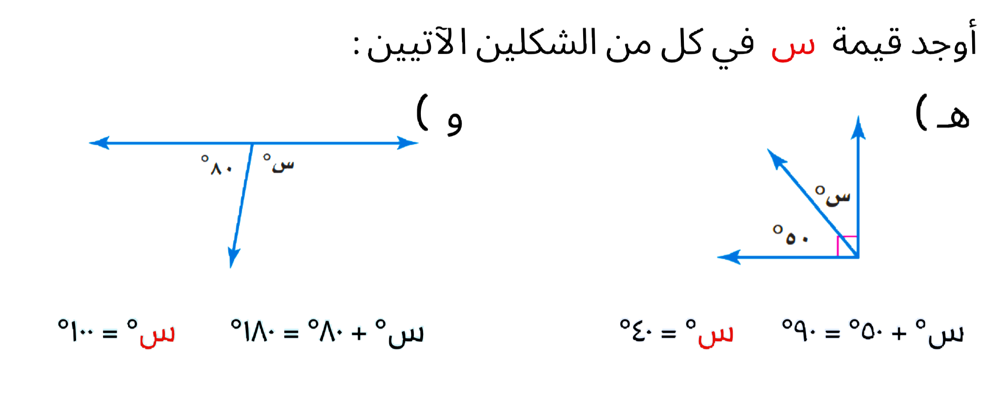 أوجد قيمة س في كل من الشكلين الآتيين :
هـ )
س°
٥٠°
و )
س°
٨٠°
س° + ٥٠° = ٩٠° س° = ٤٠°
س° + ٨٠° = ١٨٠° س° = ١٠٠°